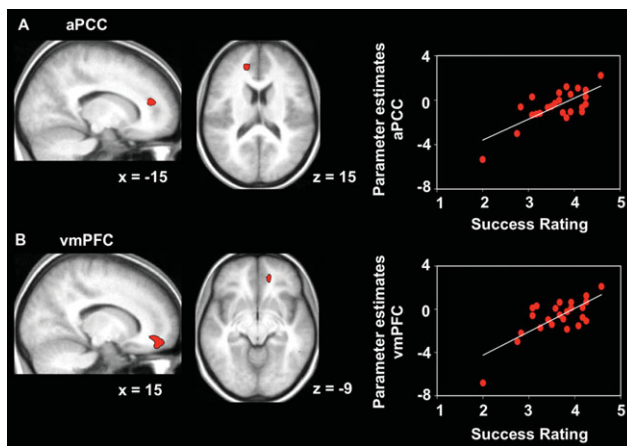 A aPCC
x = -15
z = 15
Parameter estimates
aPCC
4
0
-4
-8
1 2 3 4 5
Success Rating
B vmPFC
x = 15
z = -9
Parameter estimates
vmPFC
4
0
-4
-8
1 2 3 4 5
Success Rating